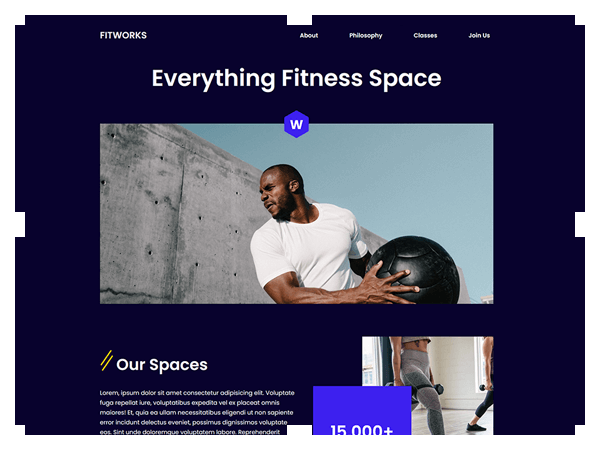 FITWORKS
About Philosophy Classes Join Us
Everything Fitness Space
W
Our Spaces
Lorem, ipsum dolor sit amet consectetur adipisicing elit. Voluptate
fuga repellat iure, voluptatibus expedita vel ex placeat omnis
maiores! Et, quia ea ullam necessitatibus eligendi ut non sapiente
error incidunt delectus eveniet, possimus dignissimos voluptates
eos. Sint unde doloremque voluptatem labore. Reprehenderit
15,000+